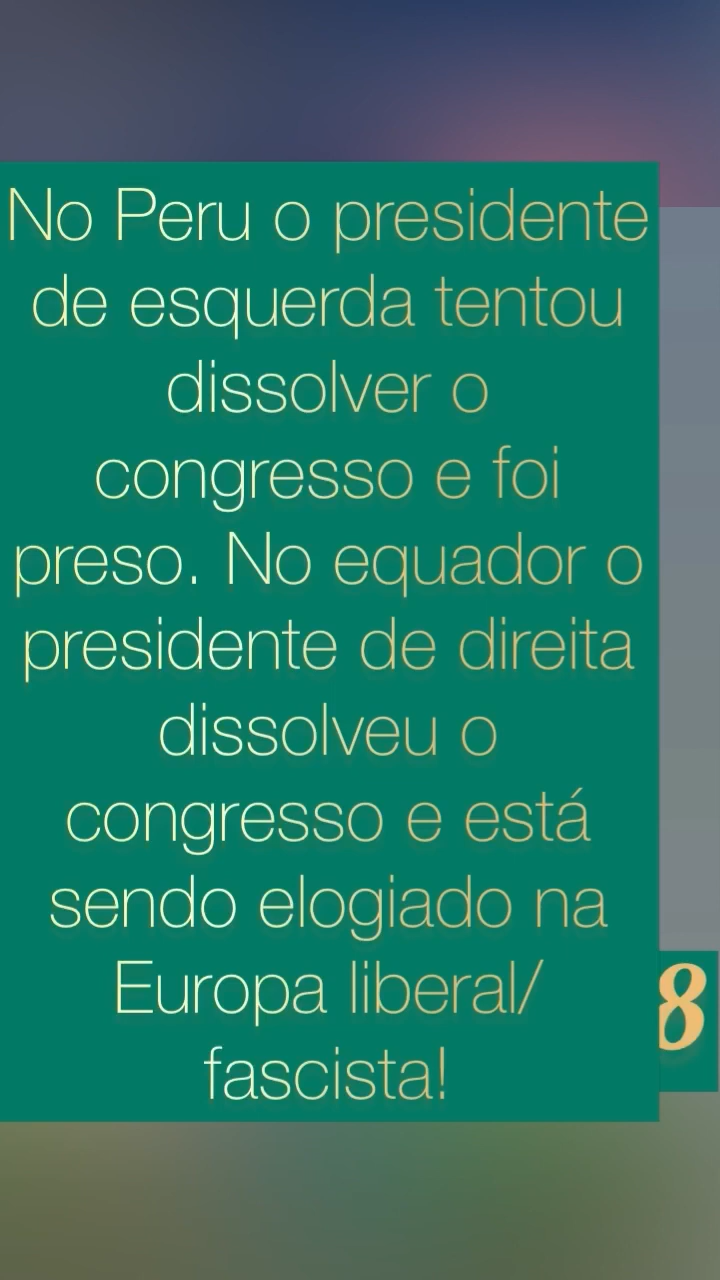 No Peru o presidente
de esquerda tentou
dissolver o
congresso e foi
preso. No equador o
presidente de direita
dissolveu o
congresso e está
sendo elogiado na
Europa liberal/
fascista!
8